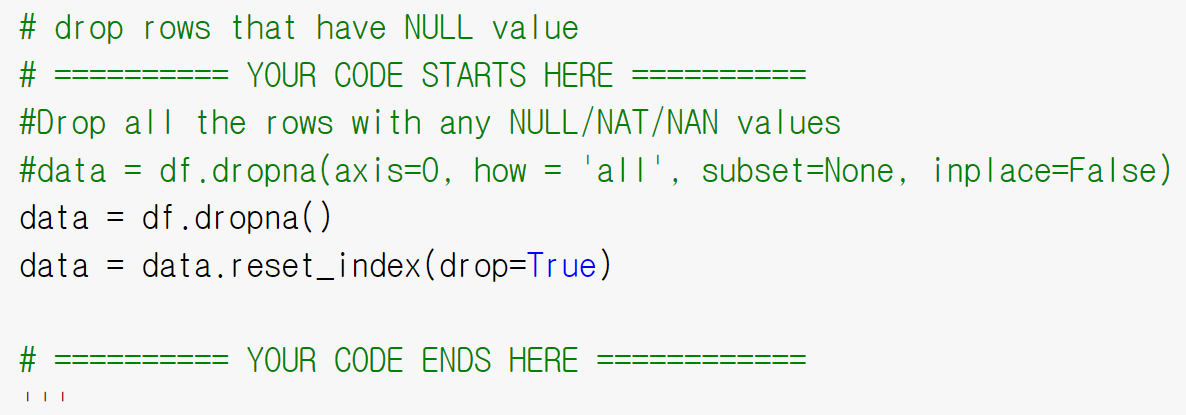 # drop rows that have NULL value
# ========== YOUR CODE STARTS HERE ==========
#Drop all the rows with any NULL/NAT/NAN values
#data = df.dropna(axis=0, how = 'all', subset=None, inplace=False)
data = df.dropna()
data = data.reset_index(drop=True)
# ========== YOUR CODE ENDS HERE ============
'''